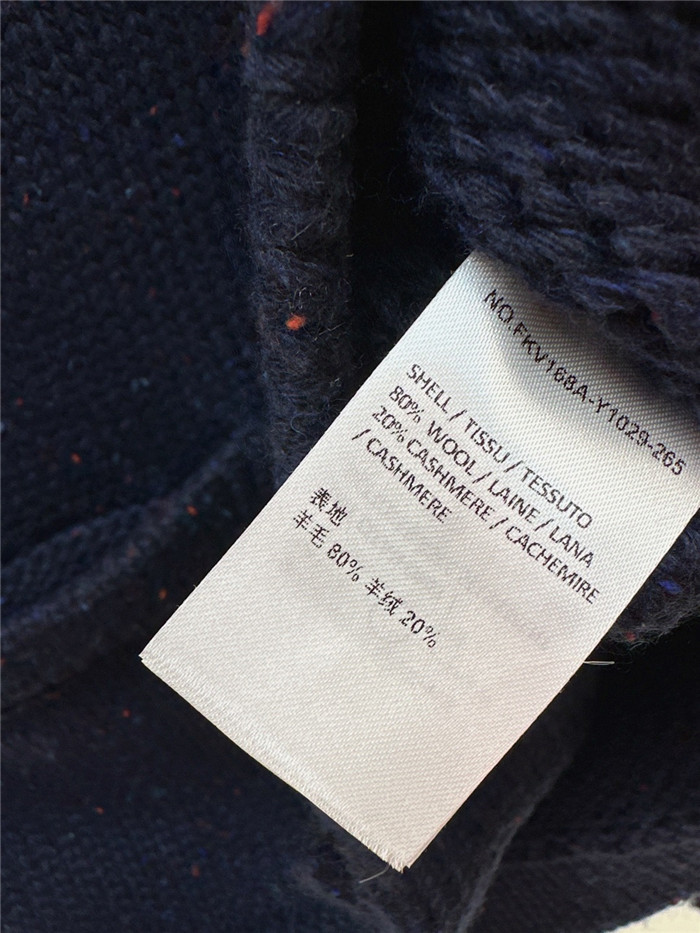 NO.FKV168A-Y1029-265
SHELL / TISSU / TESSUTO
80% WOOL / LAINE / LANA
20% CASHMERE / CACHEMIRE
/ CASHMERE
表地
羊毛 80% 羊绒 20%